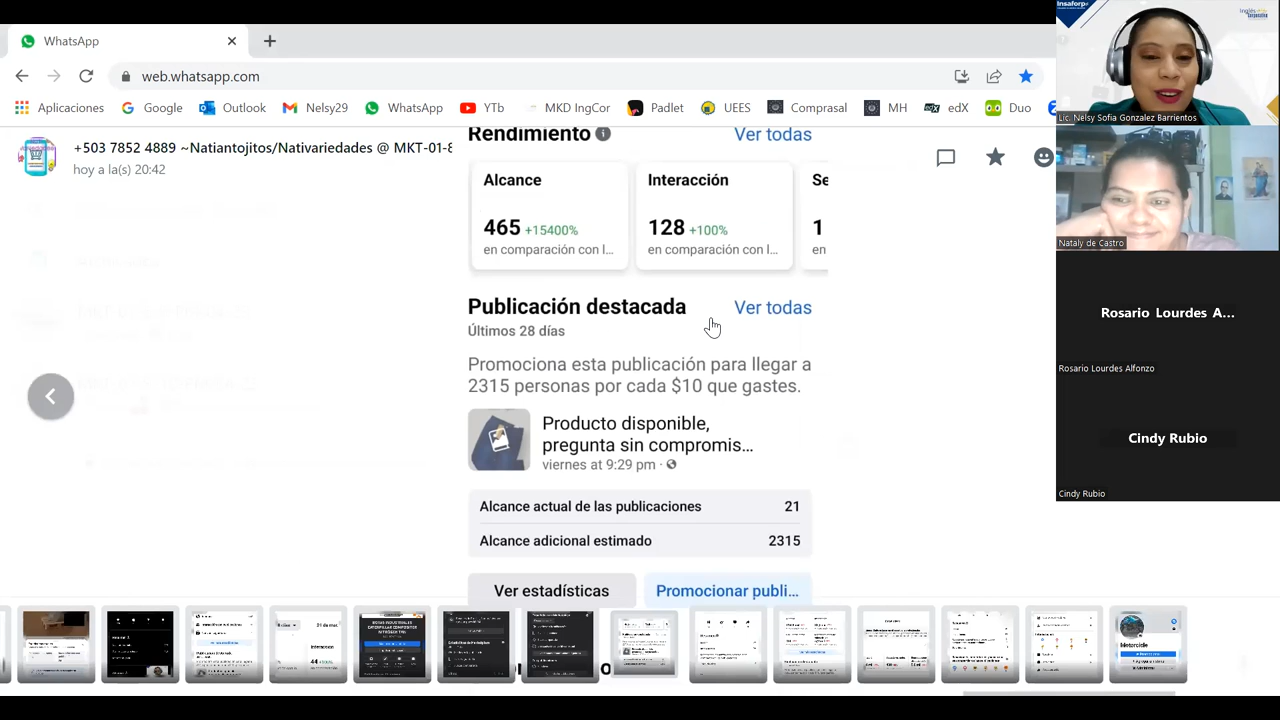 WhatsApp
web.whatsapp.com
Aplicaciones Google Outlook Nelsy29 WhatsApp YTb MKD IngCor Padlet UEES Comprasal MH edX Duo
+503 7852 4889 ~Natiantojitos/Nativariedades @ MKT-01-8
hoy a la(s) 20:42
Rendimiento Ver todas
Alcance Interacción Se
465 +15400% 128 +100% 1
en comparación con l... en comparación con l... en
Publicación destacada Ver todas
Últimos 28 días
Promociona esta publicación para llegar a
2315 personas por cada $10 que gastes.
Producto disponible,
pregunta sin compromis...
viernes at 9:29 pm ·
Alcance actual de las publicaciones 21
Alcance adicional estimado 2315
Ver estadísticas Promocionar publi...
Insaforp
Lic. Nelsy Sofia Gonzalez Barrientos
Nataly de Castro
Rosario Lourdes A...
Rosario Lourdes Alfonzo
Cindy Rubio
Cindy Rubio